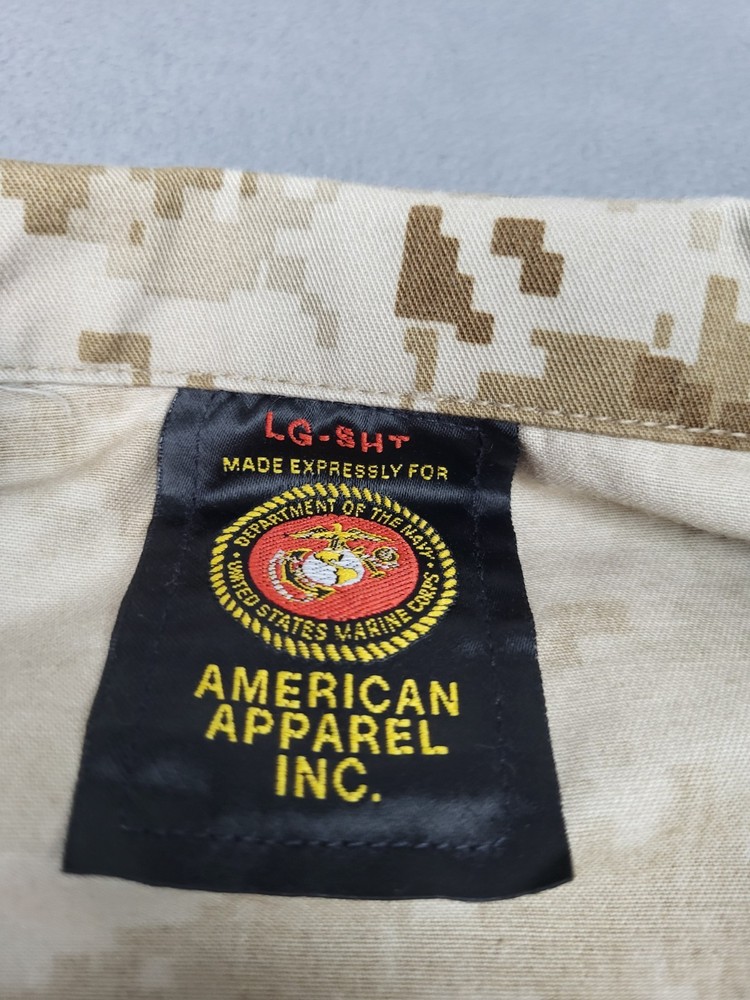 LG-SHT
MADE EXPRESSLY FOR
DEPARTMENT OF THE NAVY
UNITED STATES MARINE CORPS
AMERICAN
APPAREL
INC.